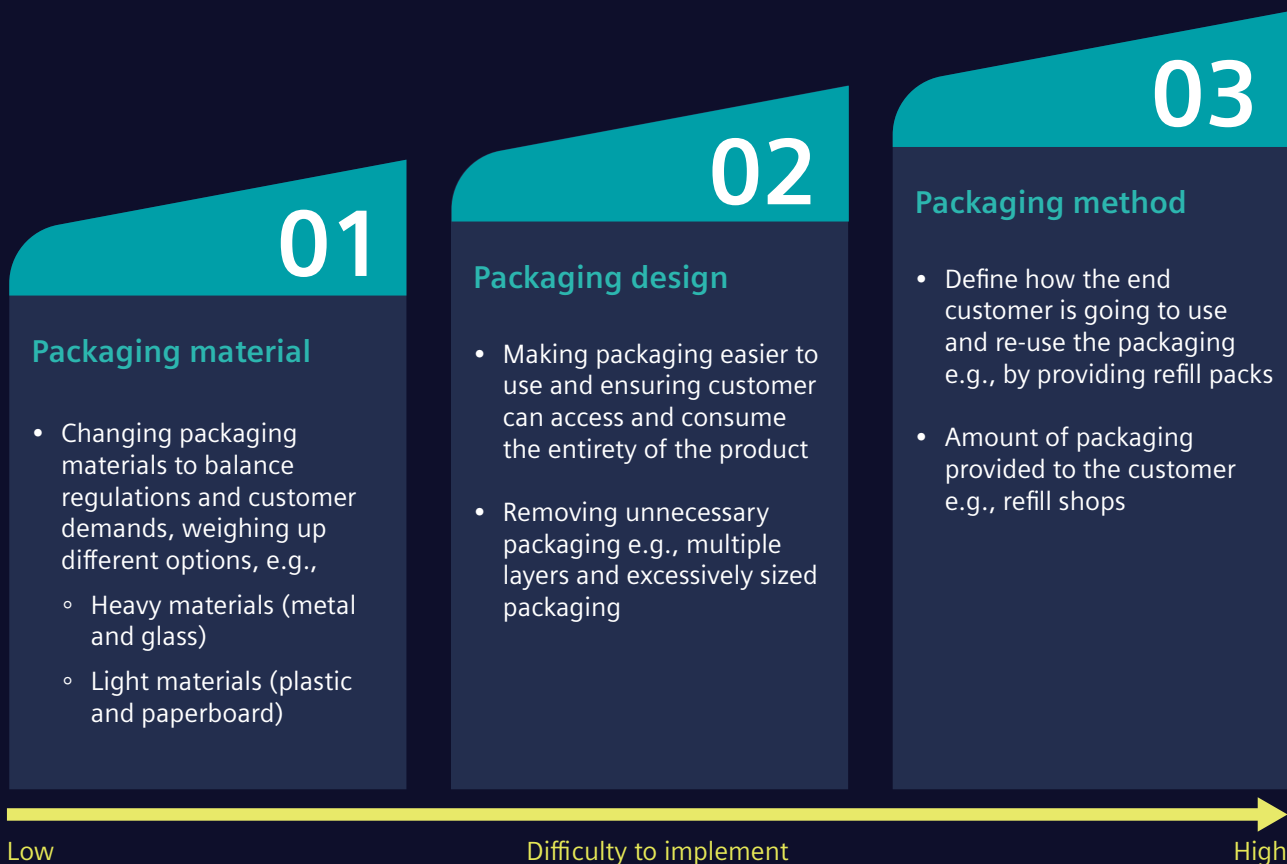 01
Packaging material
• Changing packaging
materials to balance
regulations and customer
demands, weighing up
different options, e.g.,
◦ Heavy materials (metal
and glass)
◦ Light materials (plastic
and paperboard)
02
Packaging design
• Making packaging easier to
use and ensuring customer
can access and consume
the entirety of the product
• Removing unnecessary
packaging e.g., multiple
layers and excessively sized
packaging
03
Packaging method
• Define how the end
customer is going to use
and re-use the packaging
e.g., by providing refill packs
• Amount of packaging
provided to the customer
e.g., refill shops
Low
Difficulty to implement
High